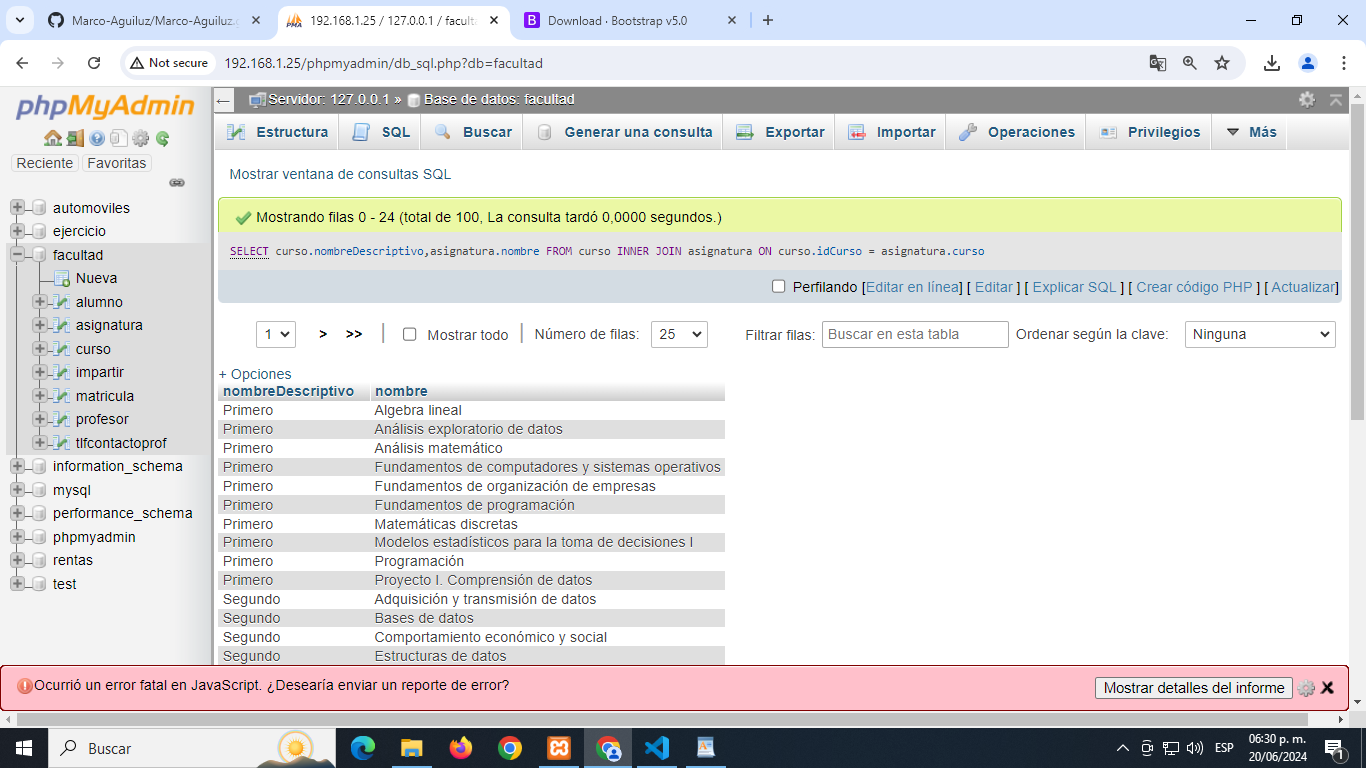 Marco-Aguiluz/Marco-Aguiluz.g
192.168.1.25 / 127.0.0.1 / faculta
Download · Bootstrap v5.0
Not secure
192.168.1.25/phpmyadmin/db_sql.php?db=facultad
phpMyAdmin
Reciente
Favoritas
automoviles
ejercicio
facultad
Nueva
alumno
asignatura
curso
impartir
matricula
profesor
tlfcontactoprof
information_schema
mysql
performance_schema
phpmyadmin
rentas
test
Servidor: 127.0.0.1 » Base de datos: facultad
Estructura SQL Buscar Generar una consulta Exportar Importar Operaciones Privilegios Más
Mostrar ventana de consultas SQL
Mostrando filas 0 - 24 (total de 100, La consulta tardó 0,0000 segundos.)
SELECT curso.nombreDescriptivo,asignatura.nombre FROM curso INNER JOIN asignatura ON curso.idCurso = asignatura.curso
Perfilando [Editar en línea] [ Editar ] [ Explicar SQL ] [ Crear código PHP ] [ Actualizar]
1 > >> | Mostrar todo | Número de filas: 25 Filtrar filas: Buscar en esta tabla Ordenar según la clave: Ninguna
+ Opciones
nombreDescriptivo nombre
Primero Algebra lineal
Primero Análisis exploratorio de datos
Primero Análisis matemático
Primero Fundamentos de computadores y sistemas operativos
Primero Fundamentos de organización de empresas
Primero Fundamentos de programación
Primero Matemáticas discretas
Primero Modelos estadísticos para la toma de decisiones I
Primero Programación
Primero Proyecto I. Comprensión de datos
Segundo Adquisición y transmisión de datos
Segundo Bases de datos
Segundo Comportamiento económico y social
Segundo Estructuras de datos
Ocurrió un error fatal en JavaScript. ¿Desearía enviar un reporte de error?
Mostrar detalles del informe
Buscar
ESP
06:30 p. m.
20/06/2024
1